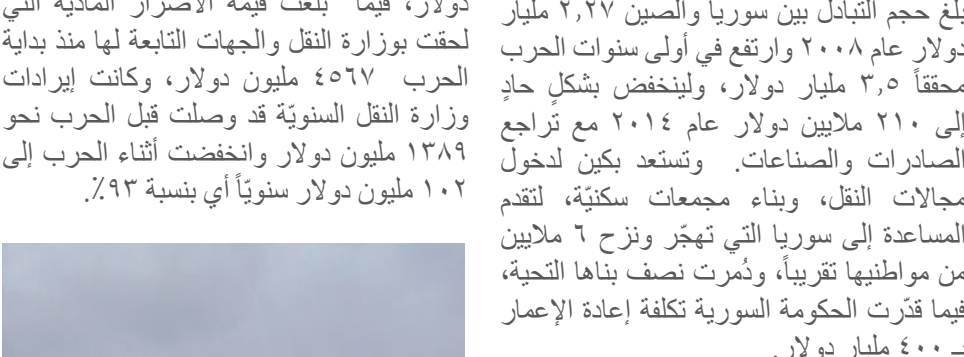 بلغ حجم التبادل بين سوريا والصين ٢,٢٧ مليار
دولار عام ٢٠٠٨ وارتفع في أولى سنوات الحرب
محققاً ٣,٥ مليار دولار، ولينخفض بشكلٍ حادٍ
إلى ٢١٠ ملايين دولار عام ٢٠١٤ مع تراجع
الصادرات والصناعات. وتستعد بكين لدخول
مجالات النقل، وبناء مجمعات سكنيّة، لتقدم
المساعدة إلى سوريا التي تهجّر ونزح ٦ ملايين
من مواطنيها تقريباً، ودُمرت نصف بناها التحية،
فيما قدّرت الحكومة السورية تكلفة إعادة الإعمار
بـ ٤٠٠ مليار دولار.
دولار، فيما بلغت قيمة الأضرار المادية التي
لحقت بوزارة النقل والجهات التابعة لها منذ بداية
الحرب ٤٥٦٧ مليون دولار، وكانت إيرادات
وزارة النقل السنويّة قد وصلت قبل الحرب نحو
١٣٨٩ مليون دولار وانخفضت أثناء الحرب إلى
١٠٢ مليون دولار سنويّاً أي بنسبة ٩٣٪.